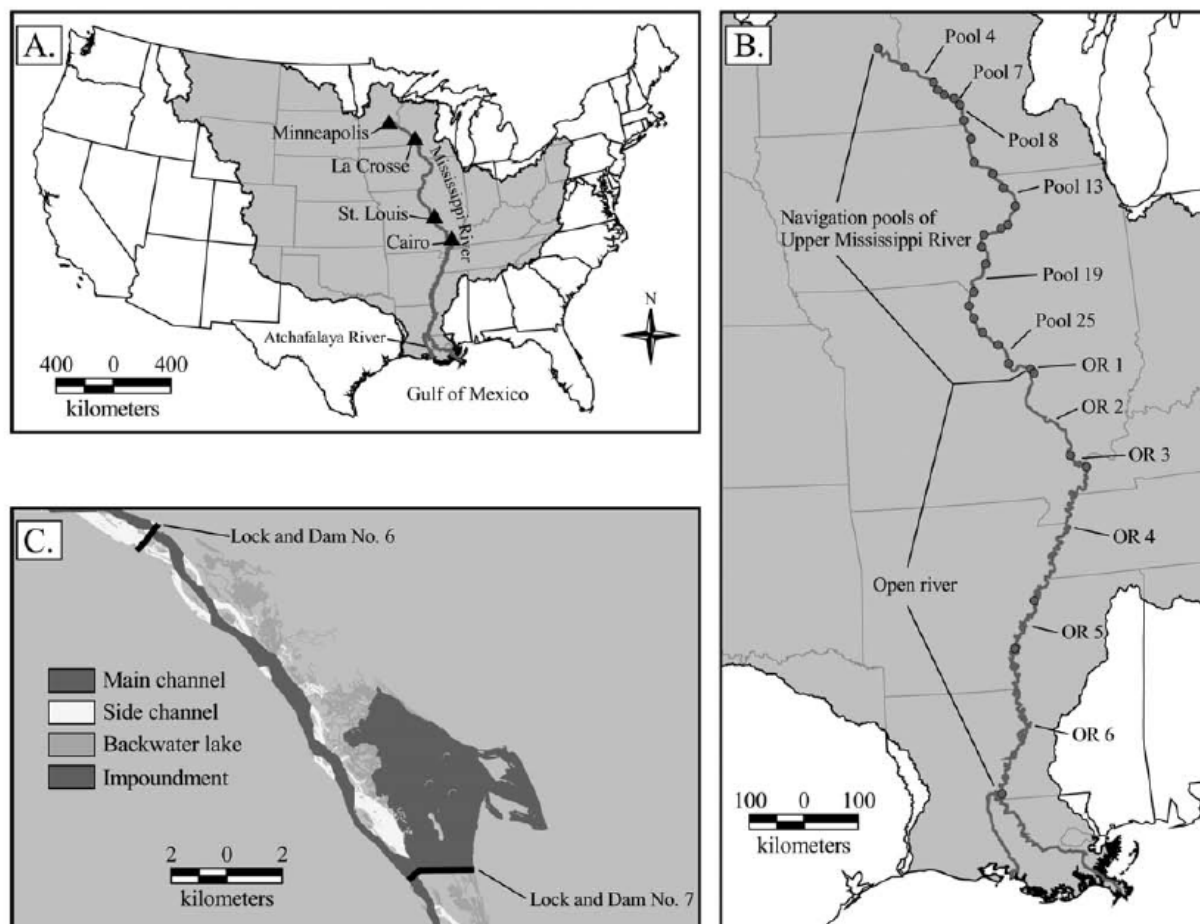 A.
Minneapolis
La Crosse
Mississippi River
St. Louis
Cairo
Atchafalaya River
Gulf of Mexico
N
400 0 400
kilometers
B.
Pool 4
Pool 7
Pool 8
Pool 13
Navigation pools of
Upper Mississippi River
Pool 19
Pool 25
OR 1
OR 2
OR 3
OR 4
Open river
OR 5
OR 6
100 0 100
kilometers
C.
Lock and Dam No. 6
Main channel
Side channel
Backwater lake
Impoundment
2 0 2
kilometers
Lock and Dam No. 7